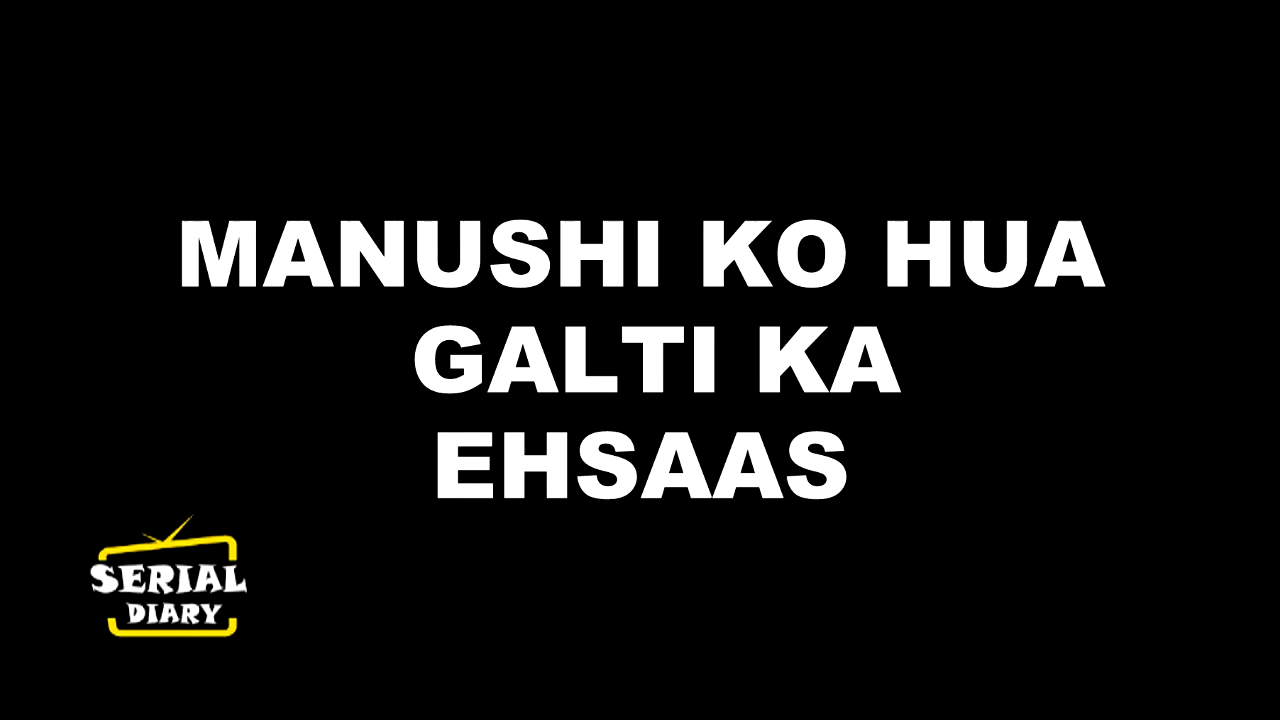 MANUSHI KO HUA
GALTI KA
EHSAAS
SERIAL
DIARY